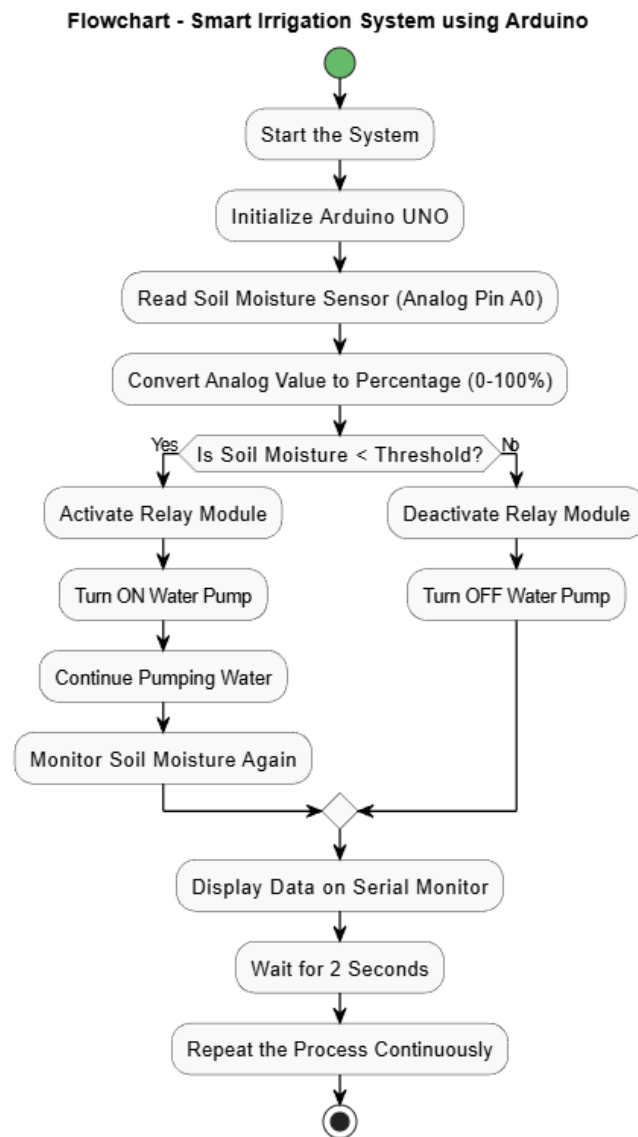 Flowchart - Smart Irrigation System using Arduino
Start the System
Initialize Arduino UNO
Read Soil Moisture Sensor (Analog Pin A0)
Convert Analog Value to Percentage (0-100%)
Yes
Is Soil Moisture < Threshold?
No
Activate Relay Module
Deactivate Relay Module
Turn ON Water Pump
Turn OFF Water Pump
Continue Pumping Water
Monitor Soil Moisture Again
Display Data on Serial Monitor
Wait for 2 Seconds
Repeat the Process Continuously